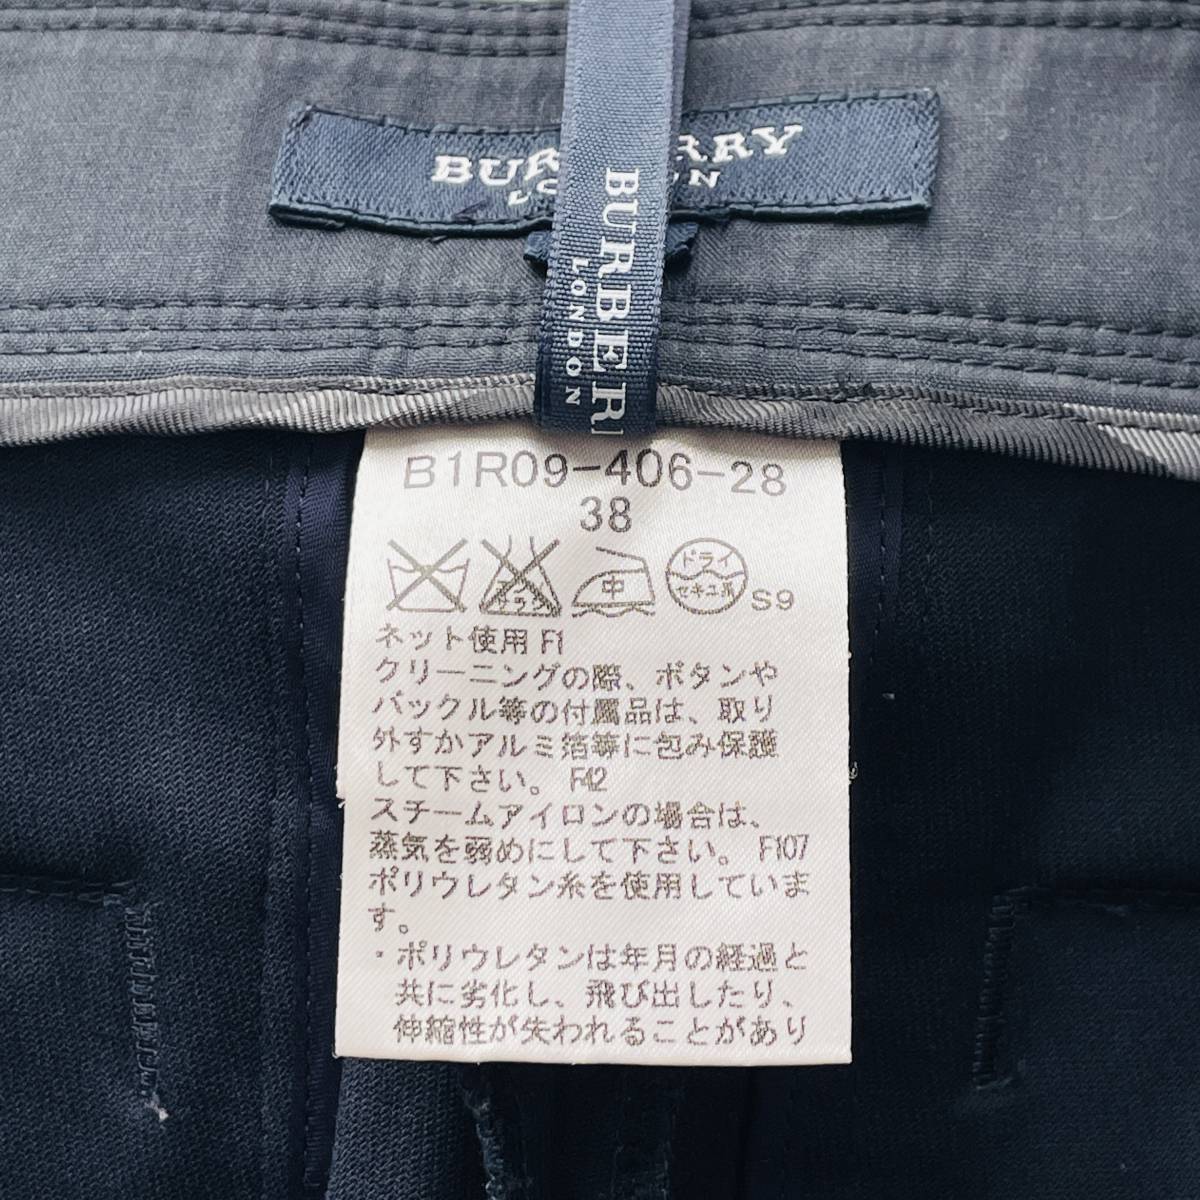 BURBERRY
LONDON
BURBERR
LONDON
B1R09-406-28
38
エンソ
サラシ
中
ドライ
セキユ系
S9
ネット使用 F1
クリーニングの際、ボタンや
バックル等の付属品は、取り
外すかアルミ箔等に包み保護
して下さい。 F42
スチームアイロンの場合は、
蒸気を弱めにして下さい。 F107
ポリウレタン糸を使用していま
す。
・ポリウレタンは年月の経過と
共に劣化し、飛び出したり、
伸縮性が失われることがあり